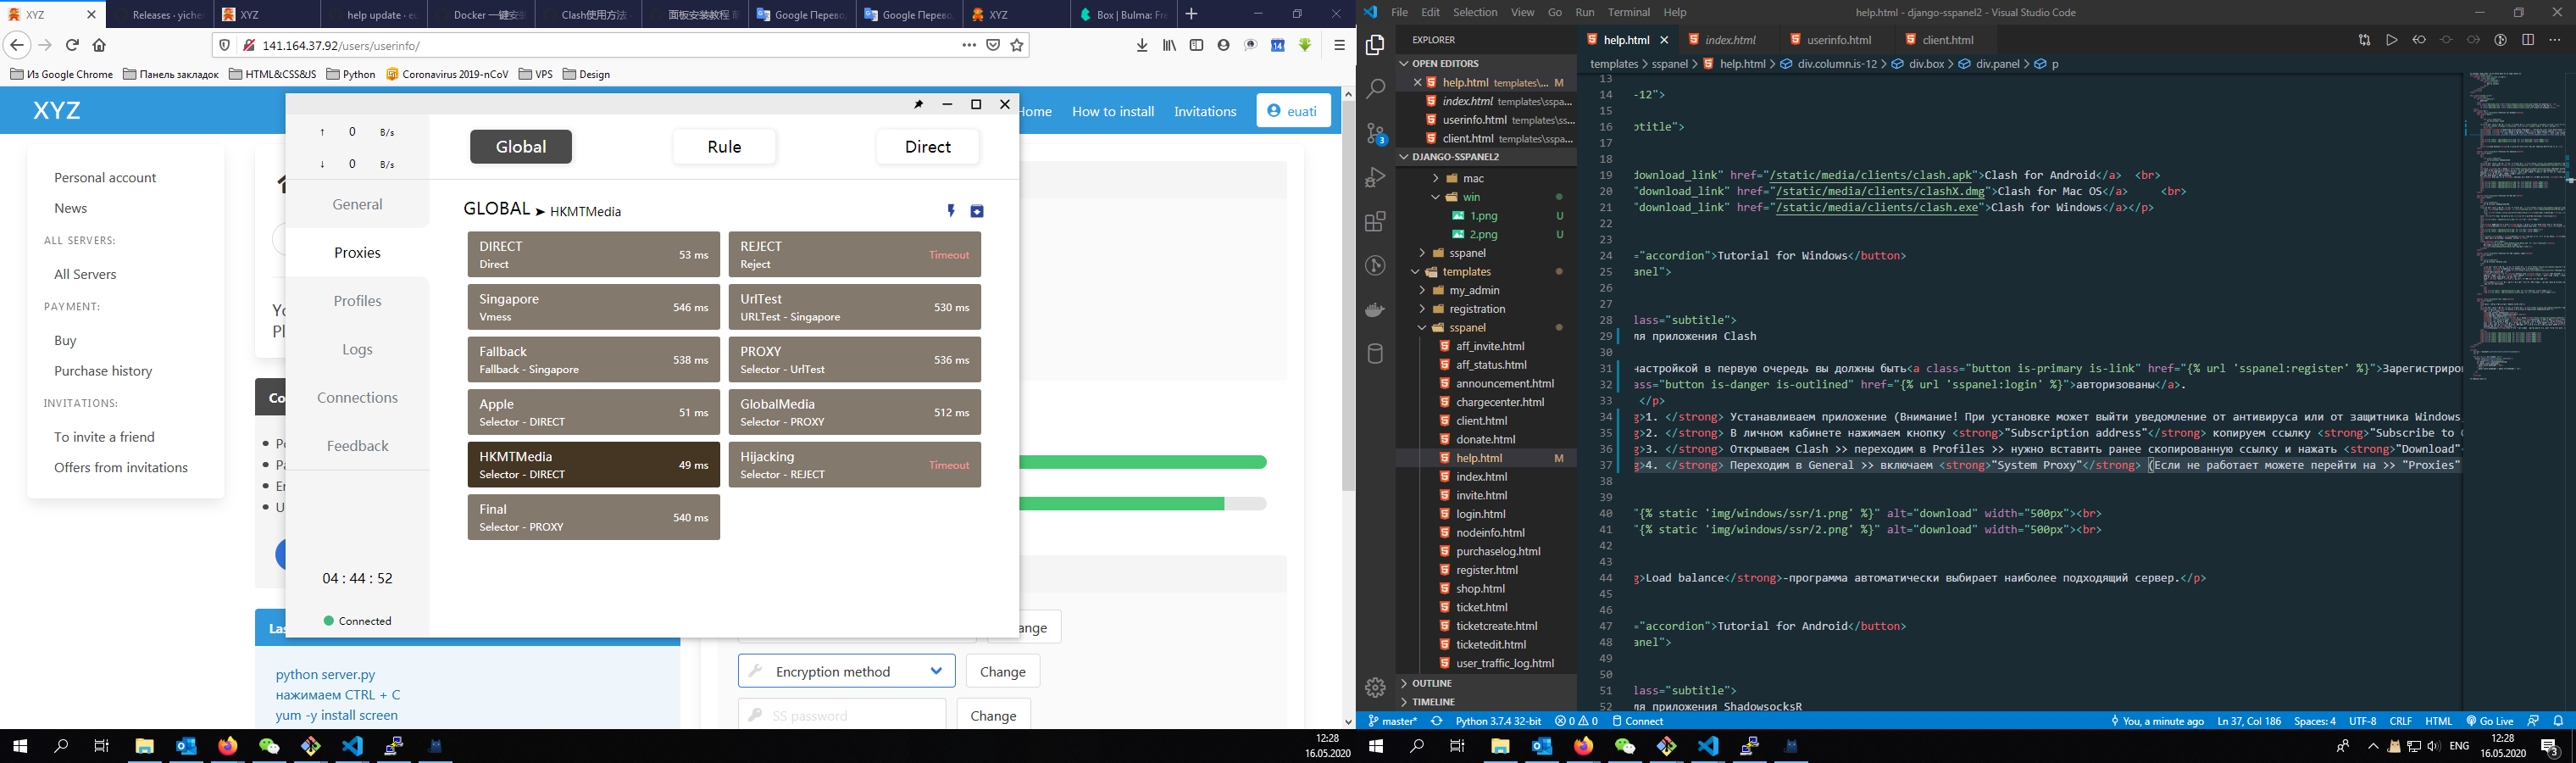 XYZ
Releases · yiche
XYZ
help update · eu
Docker 一键安装
Clash使用方法
面板安装教程
Google Перево
Google Перево
XYZ
Box | Bulma: Fre
141.164.37.92/users/userinfo/
Из Google Chrome
Панель закладок
HTML&CSS&JS
Python
Coronavirus 2019-nCoV
VPS
Design
XYZ
Home
How to install
Invitations
euati
Personal account
News
ALL SERVERS:
All Servers
PAYMENT:
Buy
Purchase history
INVITATIONS:
To invite a friend
Offers from invitations
↑ 0 B/s
↓ 0 B/s
General
Proxies
Profiles
Logs
Connections
Feedback
04 : 44 : 52
Connected
Global
Rule
Direct
GLOBAL ➤ HKMTMedia
DIRECT
Direct
53 ms
REJECT
Reject
Timeout
Singapore
Vmess
546 ms
UrlTest
URLTest - Singapore
530 ms
Fallback
Fallback - Singapore
538 ms
PROXY
Selector - UrlTest
536 ms
Apple
Selector - DIRECT
51 ms
GlobalMedia
Selector - PROXY
512 ms
HKMTMedia
Selector - DIRECT
49 ms
Hijacking
Selector - REJECT
Timeout
Final
Selector - PROXY
540 ms
python server.py
нажимаем CTRL + C
yum -y install screen
Encryption method
Change
SS password
Change
12:28
16.05.2020
File Edit Selection View Go Run Terminal Help
help.html - django-sspanel2 - Visual Studio Code
EXPLORER
OPEN EDITORS
help.html templates\... M
index.html templates\sspa...
userinfo.html templates\ss...
client.html templates\sspa...
DJANGO-SSPANEL2
mac
win
1.png U
2.png U
sspanel
templates
my_admin
registration
sspanel
aff_invite.html
aff_status.html
announcement.html
chargecenter.html
client.html
donate.html
help.html M
index.html
invite.html
login.html
nodeinfo.html
purchaselog.html
register.html
shop.html
ticket.html
ticketcreate.html
ticketedit.html
user_traffic_log.html
OUTLINE
TIMELINE
help.html
index.html
userinfo.html
client.html
templates > sspanel > help.html > div.column.is-12 > div.box > div.panel > p
13
14 -12">
15
16 btitle">
17
18
19 download_link" href="/static/media/clients/clash.apk">Clash for Android</a> <br>
20 "download_link" href="/static/media/clients/clashX.dmg">Clash for Mac OS</a> <br>
21 "download_link" href="/static/media/clients/clash.exe">Clash for Windows</a></p>
22
23
24 ="accordion">Tutorial for Windows</button>
25 anel">
26
27
28 class="subtitle">
29 ля приложения Clash
30
31 настройкой в первую очередь вы должны быть<a class="button is-primary is-link" href="{% url 'sspanel:register' %}">Зарегистриро
32 ass="button is-danger is-outlined" href="{% url 'sspanel:login' %}">авторизованы</a>.
33 </p>
34 g>1. </strong> Устанавливаем приложение (Внимание! При установке может выйти уведомление от антивируса или от защитника Windows
35 g>2. </strong> В личном кабинете нажимаем кнопку <strong>"Subscription address"</strong> копируем ссылку <strong>"Subscribe to
36 g>3. </strong> Открываем Clash >> переходим в Profiles >> нужно вставить ранее скопированную ссылку и нажать <strong>"Download"
37 g>4. </strong> Переходим в General >> включаем <strong>"System Proxy"</strong> (Если не работает можете перейти на >> "Proxies"
38
39
40 "{% static 'img/windows/ssr/1.png' %}" alt="download" width="500px"><br>
41 "{% static 'img/windows/ssr/2.png' %}" alt="download" width="500px"><br>
42
43
44 g>Load balance</strong>-программа автоматически выбирает наиболее подходящий сервер.</p>
45
46
47 ="accordion">Tutorial for Android</button>
48 anel">
49
50
51 class="subtitle">
52 ля приложения ShadowsocksR
master*
Python 3.7.4 32-bit
0 0
Connect
You, a minute ago
Ln 37, Col 186
Spaces: 4
UTF-8
CRLF
HTML
Go Live
ENG
12:28
16.05.2020
3